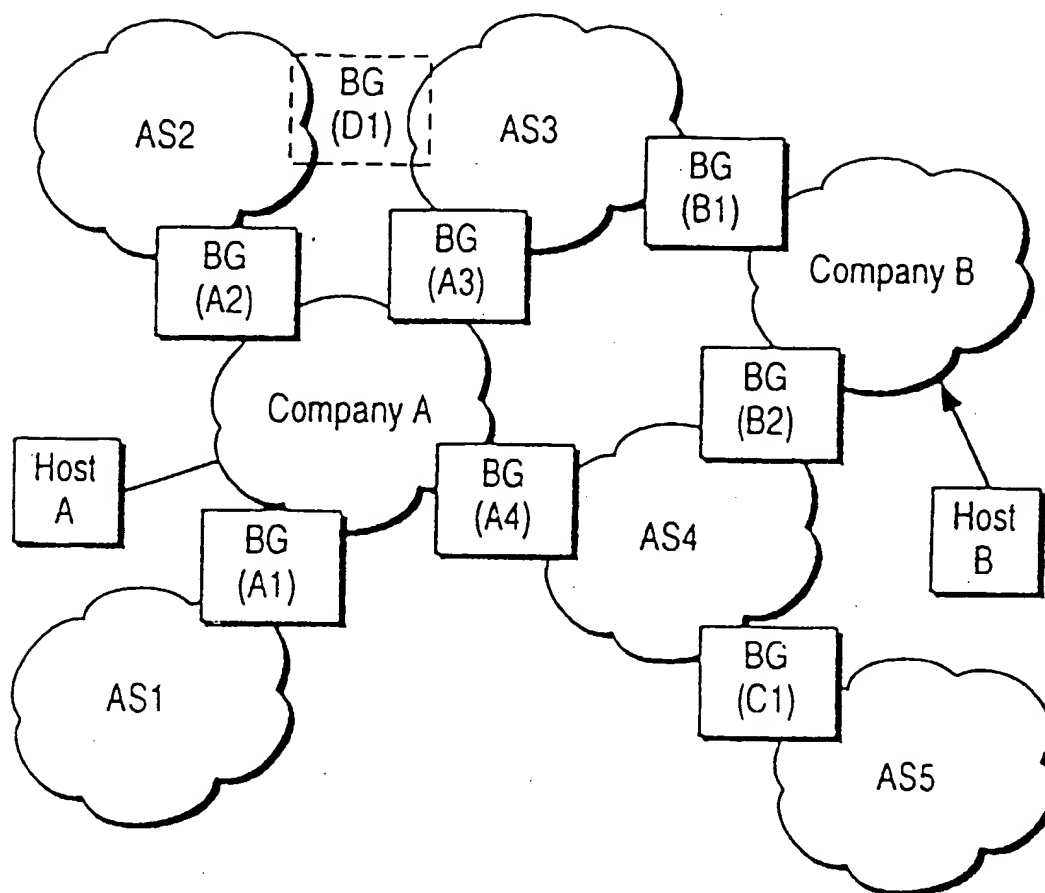 BG
(D1)
AS2
AS3
BG
(B1)
BG
(A2)
BG
(A3)
Company B
BG
(B2)
Company A
Host
A
BG
(A4)
Host
B
BG
(A1)
AS4
BG
(C1)
AS1
AS5